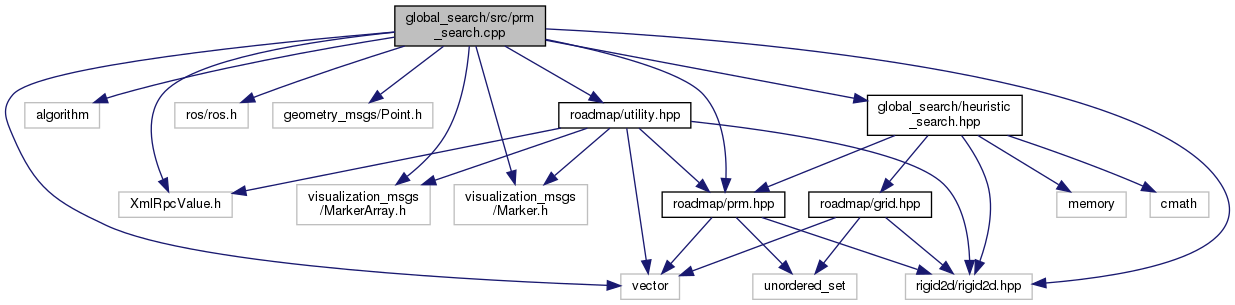 global_search/src/prm
_search.cpp
algorithm
ros/ros.h
geometry_msgs/Point.h
roadmap/utility.hpp
global_search/heuristic
_search.hpp
XmlRpcValue.h
visualization_msgs
/MarkerArray.h
visualization_msgs
/Marker.h
roadmap/prm.hpp
roadmap/grid.hpp
memory
cmath
vector
unordered_set
rigid2d/rigid2d.hpp